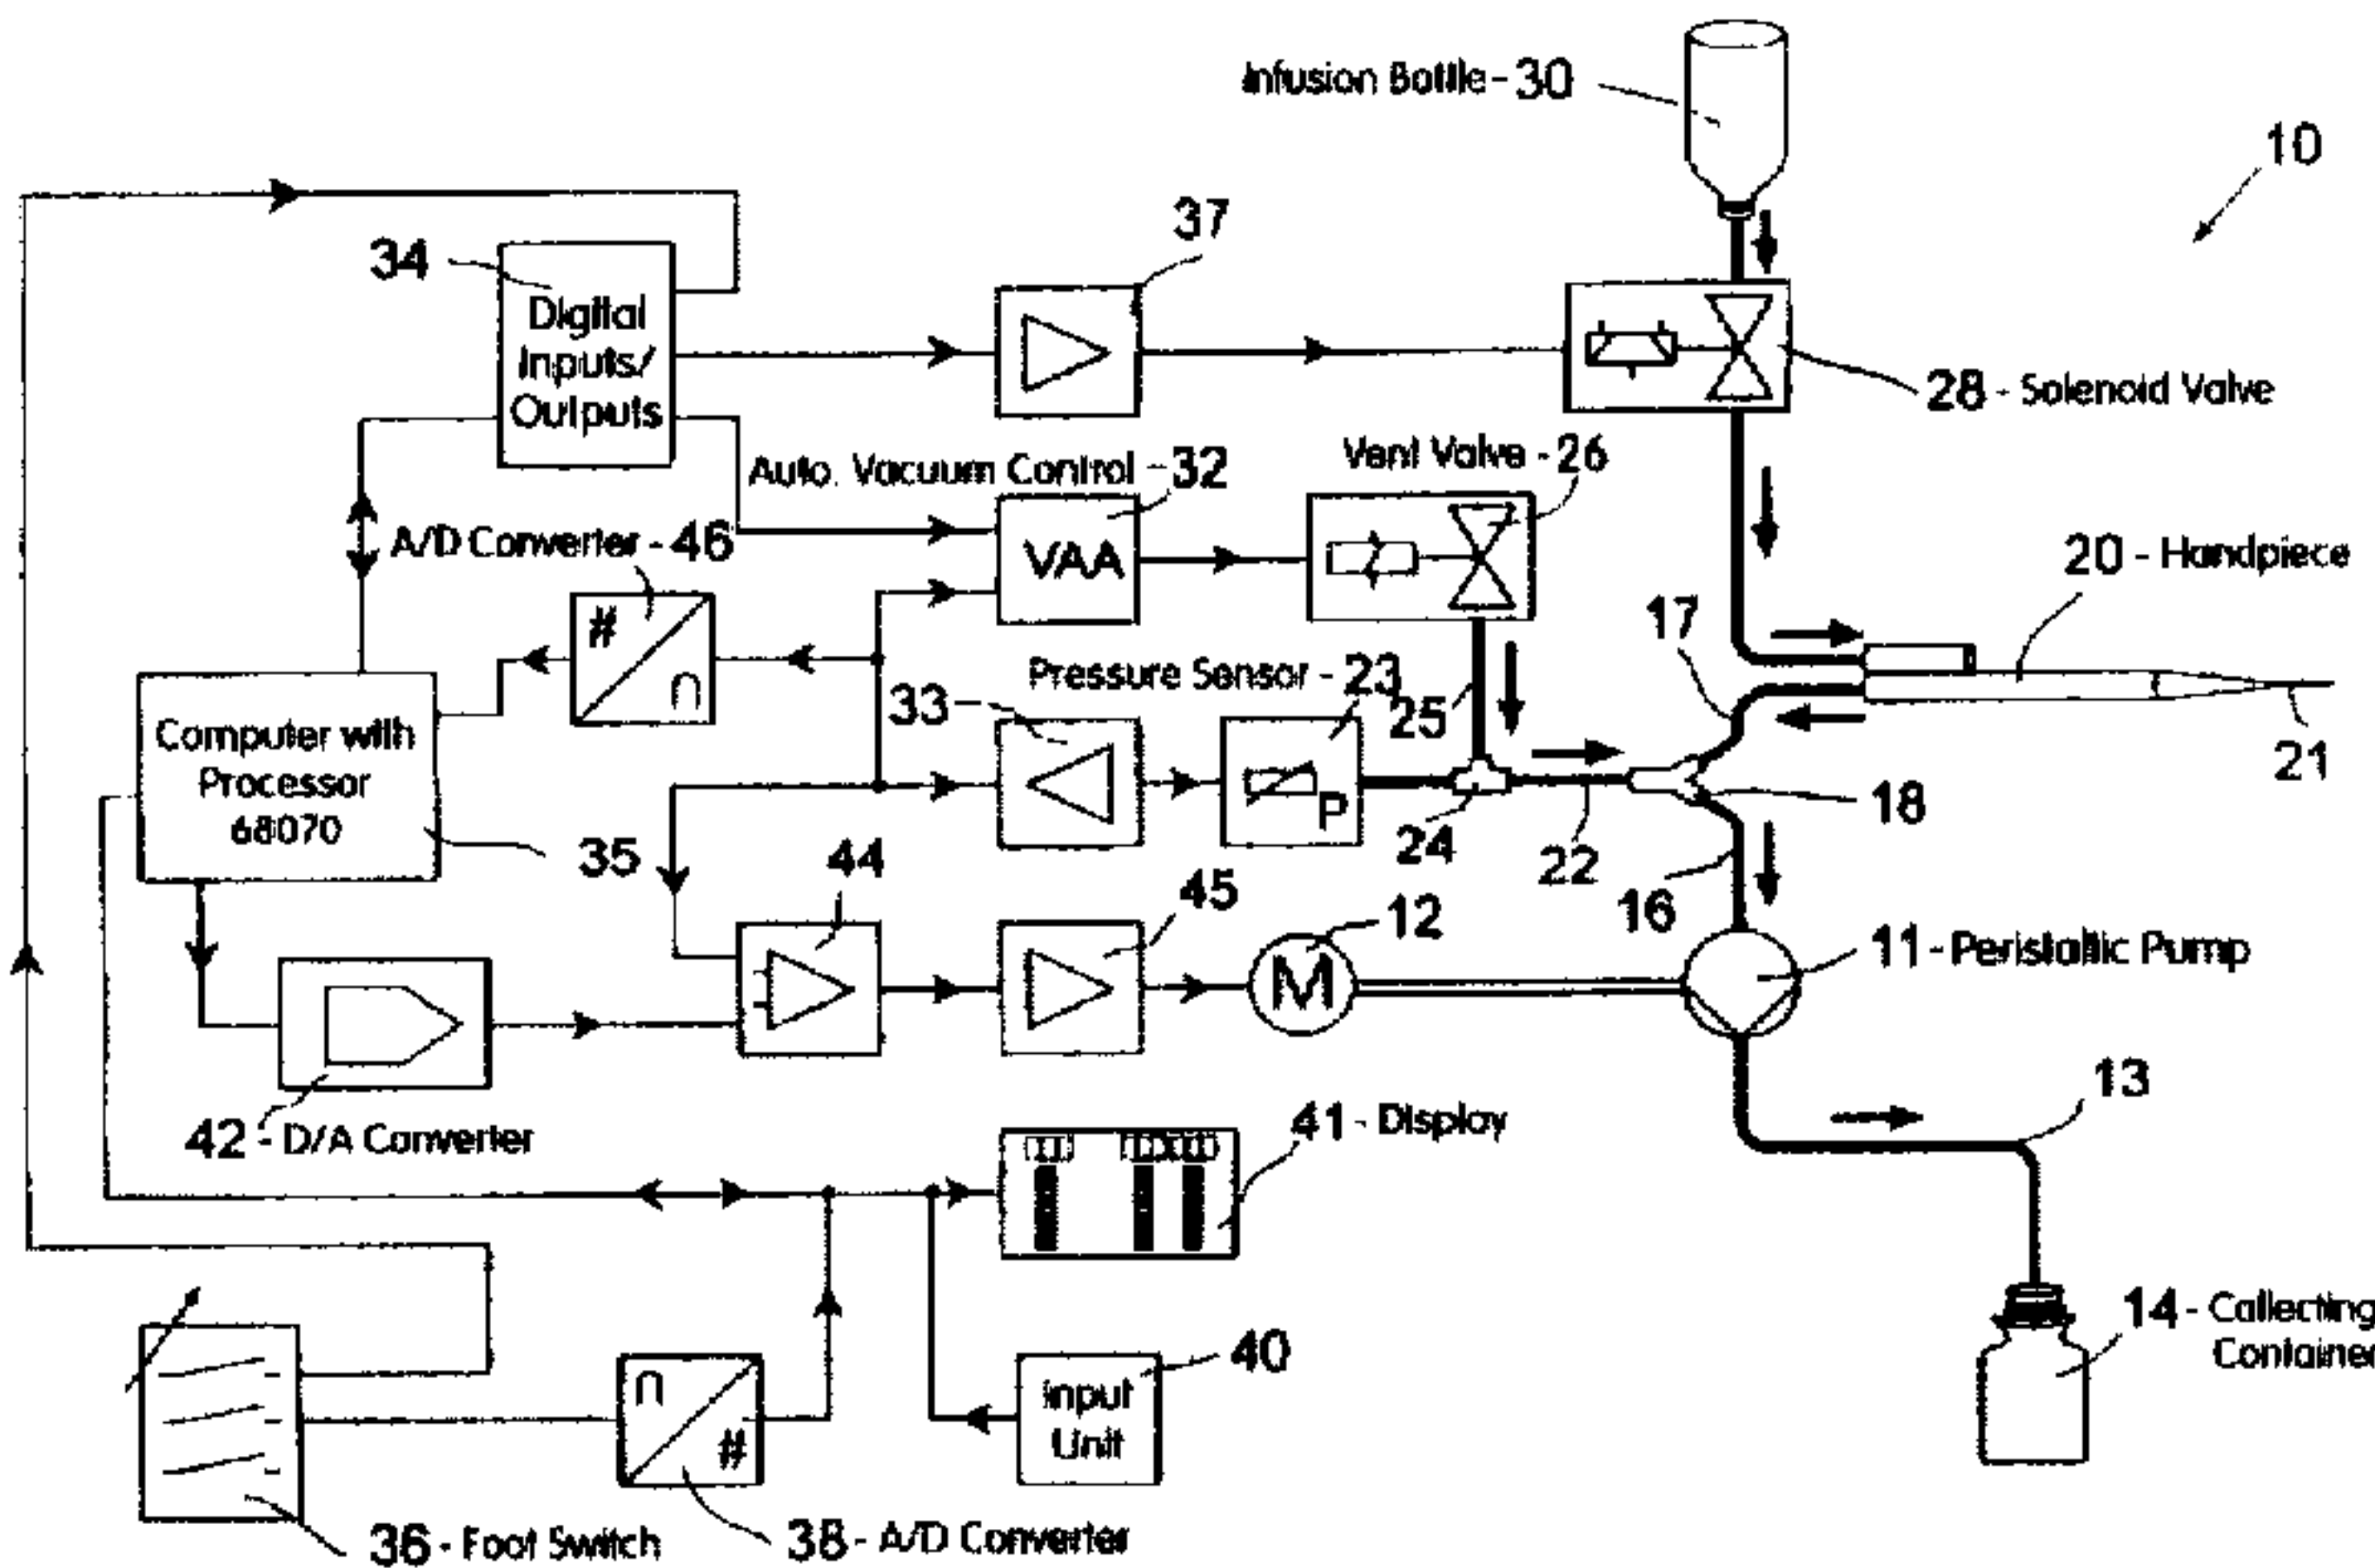 Infusion Bottle - 30
10
37
34
Digital
Inputs/
Outputs
28 - Solenoid Valve
Vent Valve - 26
Auto. Vacuum Control - 32
A/D Converter - 46
VAA
20 - Handpiece
#
∩
17
Pressure Sensor - 23
33
25
21
Computer with
Processor
68070
P
18
24
22
35
44
45
12
16
M
11 - Peristaltic Pump
13
42 - D/A Converter
41 - Display
14 - Collecting
Container
40
Input
Unit
∩
#
36 - Foot Switch
38 - A/D Converter